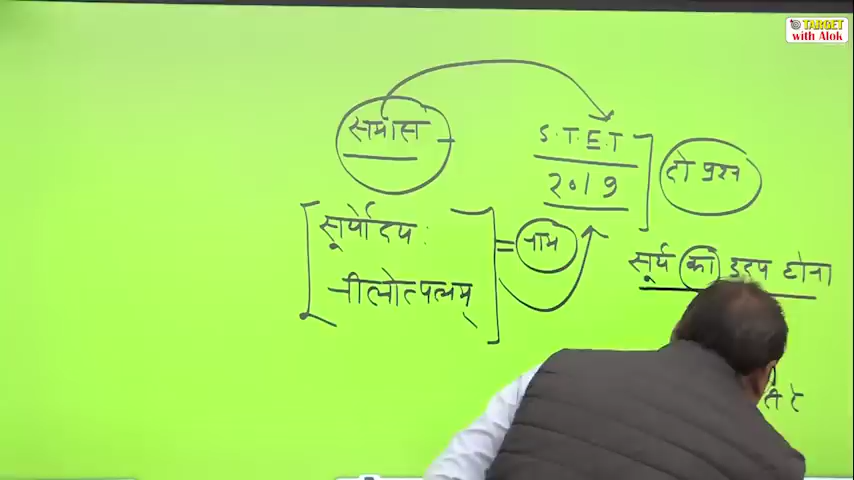 TARGET
with Alok
समास
S.T.E.T
2019
दो प्रश्न
सूर्योदय:
= नाम
नीलोत्पलम्
सूर्य का उदय होना